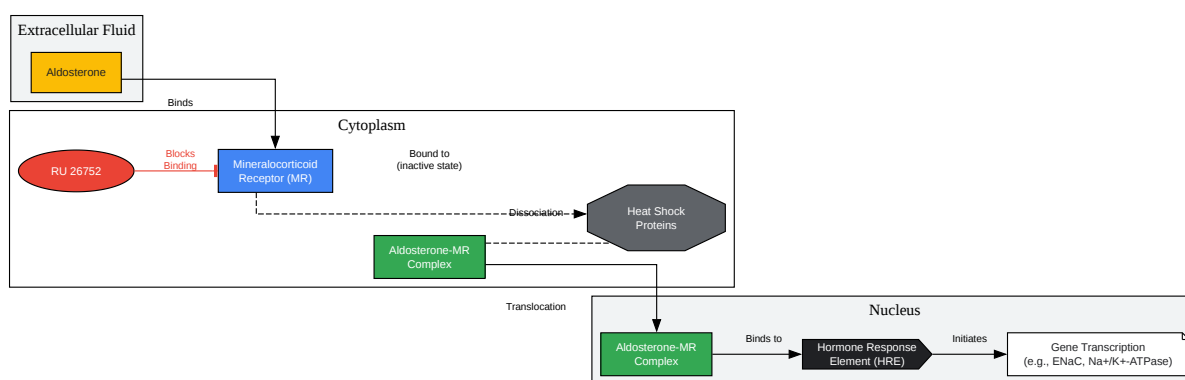 Extracellular Fluid
Aldosterone
Binds
Cytoplasm
RU 26752
Blocks
Binding
Mineralocorticoid
Receptor (MR)
Bound to
(inactive state)
Dissociation
Heat Shock
Proteins
Aldosterone-MR
Complex
Translocation
Nucleus
Aldosterone-MR
Complex
Binds to
Hormone Response
Element (HRE)
Initiates
Gene Transcription
(e.g., ENaC, Na+/K+-ATPase)